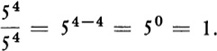 5⁴/5⁴ = 5⁴⁻⁴ = 5⁰ = 1.